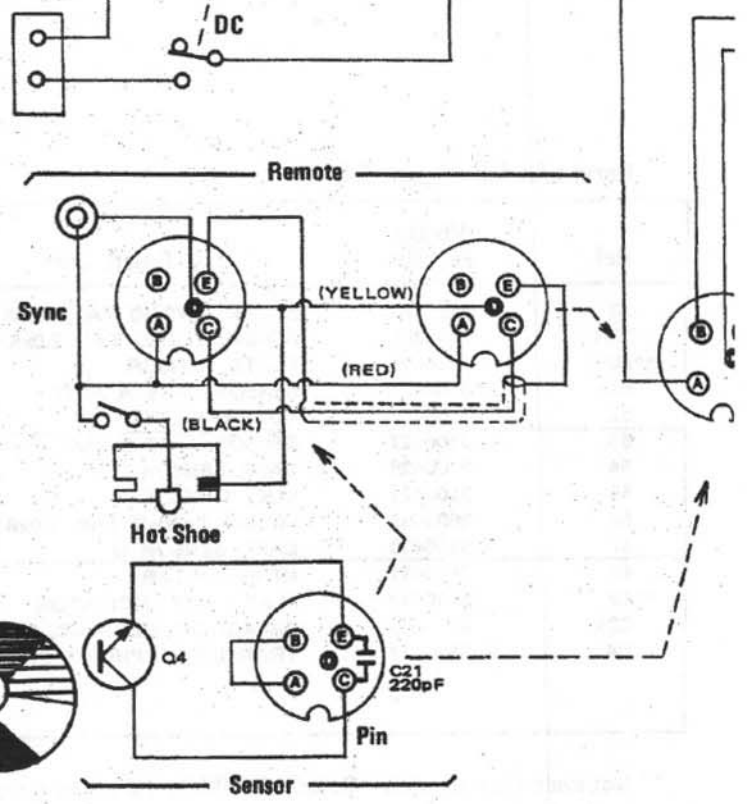 DC
Remote
B E
(YELLOW)
B E
Sync
A C
A C
B
A
(RED)
(BLACK)
Hot Shoe
Q4
B E
A C
C21
220pF
Pin
Sensor